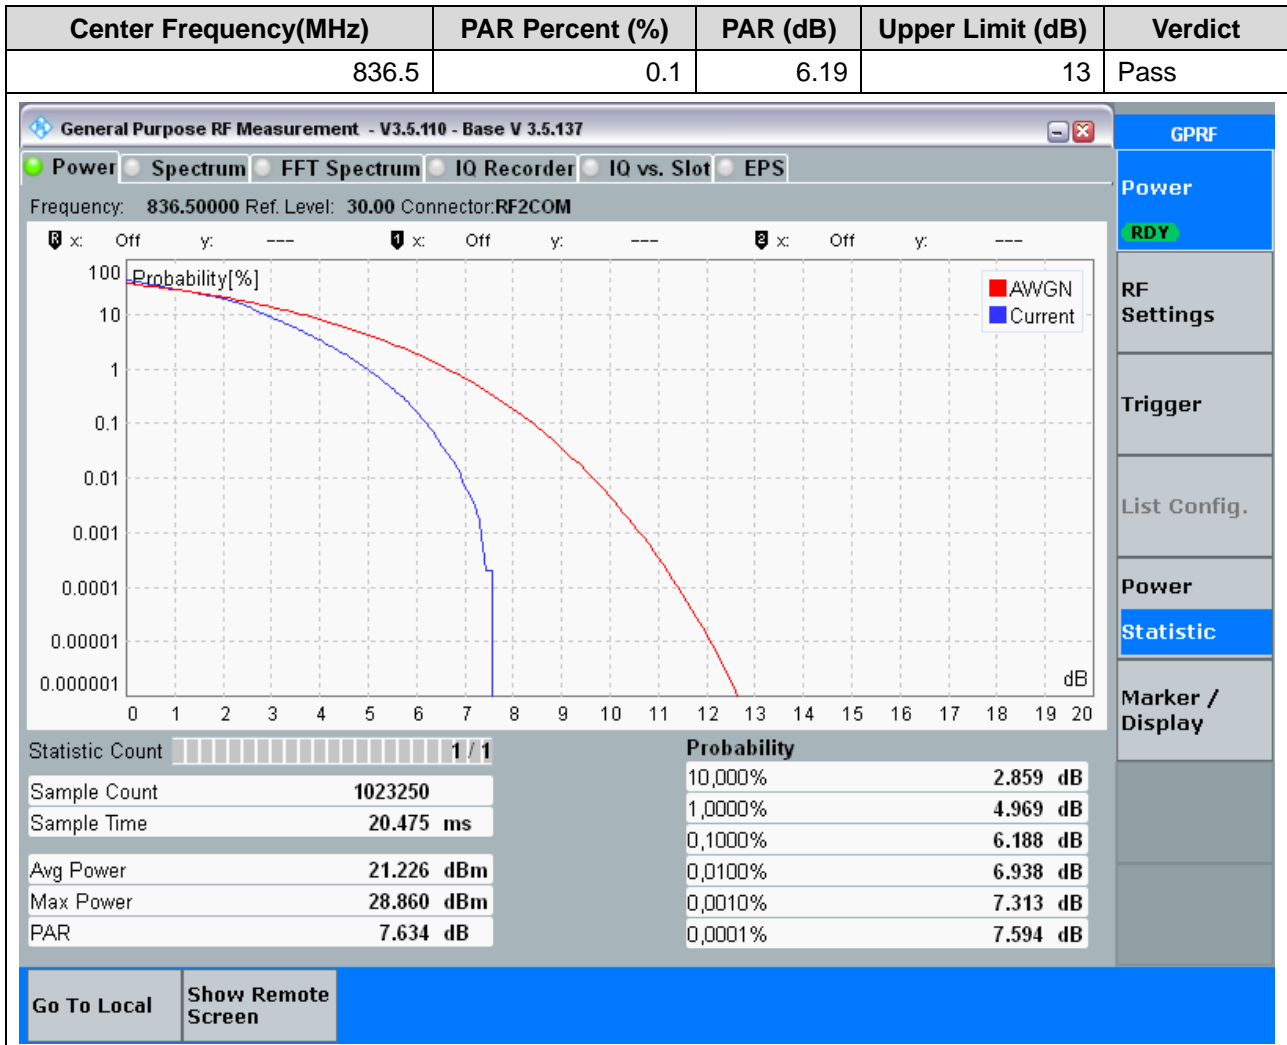 Center Frequency(MHz) PAR Percent (%) PAR (dB) Upper Limit (dB) Verdict
836.5 0.1 6.19 13 Pass
General Purpose RF Measurement - V3.5.110 - Base V 3.5.137
GPRF
Power Spectrum FFT Spectrum IQ Recorder IQ vs. Slot EPS
Power
RDY
Frequency: 836.50000 Ref. Level: 30.00 Connector:RF2COM
R x: Off y: --- 1 x: Off y: --- 2 x: Off y: ---
Probability[%]
AWGN
Current
100
10
1
0.1
0.01
0.001
0.0001
0.00001
0.000001
dB
0 1 2 3 4 5 6 7 8 9 10 11 12 13 14 15 16 17 18 19 20
RF
Settings
Trigger
List Config.
Power
Statistic
Marker /
Display
Statistic Count 1 / 1
Sample Count 1023250
Sample Time 20.475 ms
Avg Power 21.226 dBm
Max Power 28.860 dBm
PAR 7.634 dB
Probability
10,000% 2.859 dB
1,0000% 4.969 dB
0,1000% 6.188 dB
0,0100% 6.938 dB
0,0010% 7.313 dB
0,0001% 7.594 dB
Go To Local
Show Remote
Screen